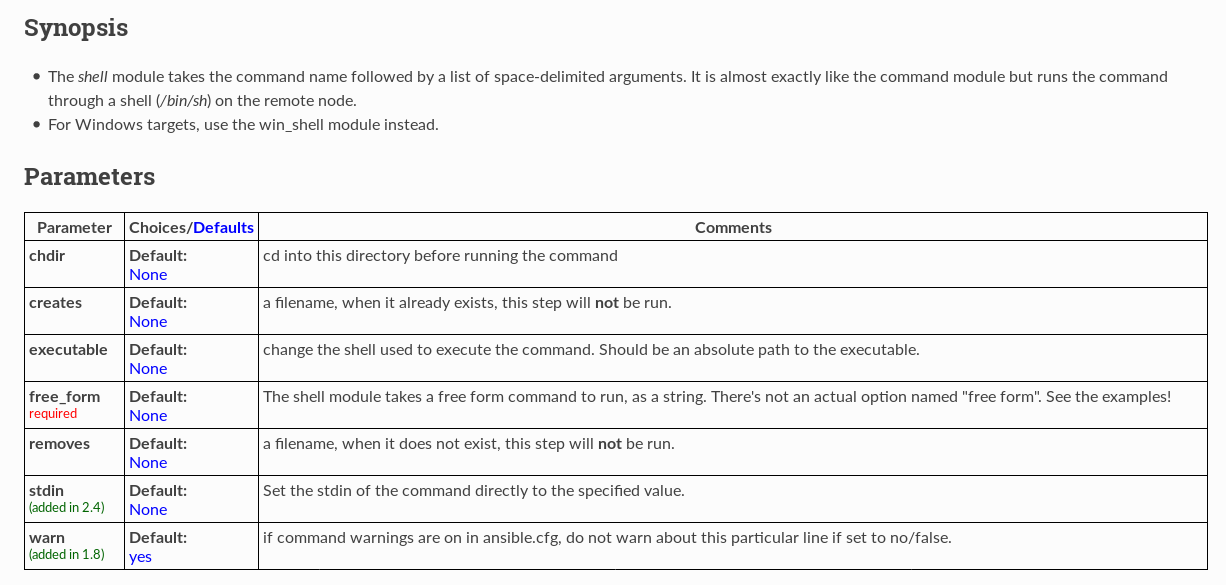 Synopsis
• The shell module takes the command name followed by a list of space-delimited arguments. It is almost exactly like the command module but runs the command
through a shell (/bin/sh) on the remote node.
• For Windows targets, use the win_shell module instead.
Parameters
Parameter Choices/Defaults Comments
chdir Default: cd into this directory before running the command
None
creates Default: a filename, when it already exists, this step will not be run.
None
executable Default: change the shell used to execute the command. Should be an absolute path to the executable.
None
free_form Default: The shell module takes a free form command to run, as a string. There's not an actual option named "free form". See the examples!
required None
removes Default: a filename, when it does not exist, this step will not be run.
None
stdin Default: Set the stdin of the command directly to the specified value.
(added in 2.4) None
warn Default: if command warnings are on in ansible.cfg, do not warn about this particular line if set to no/false.
(added in 1.8) yes